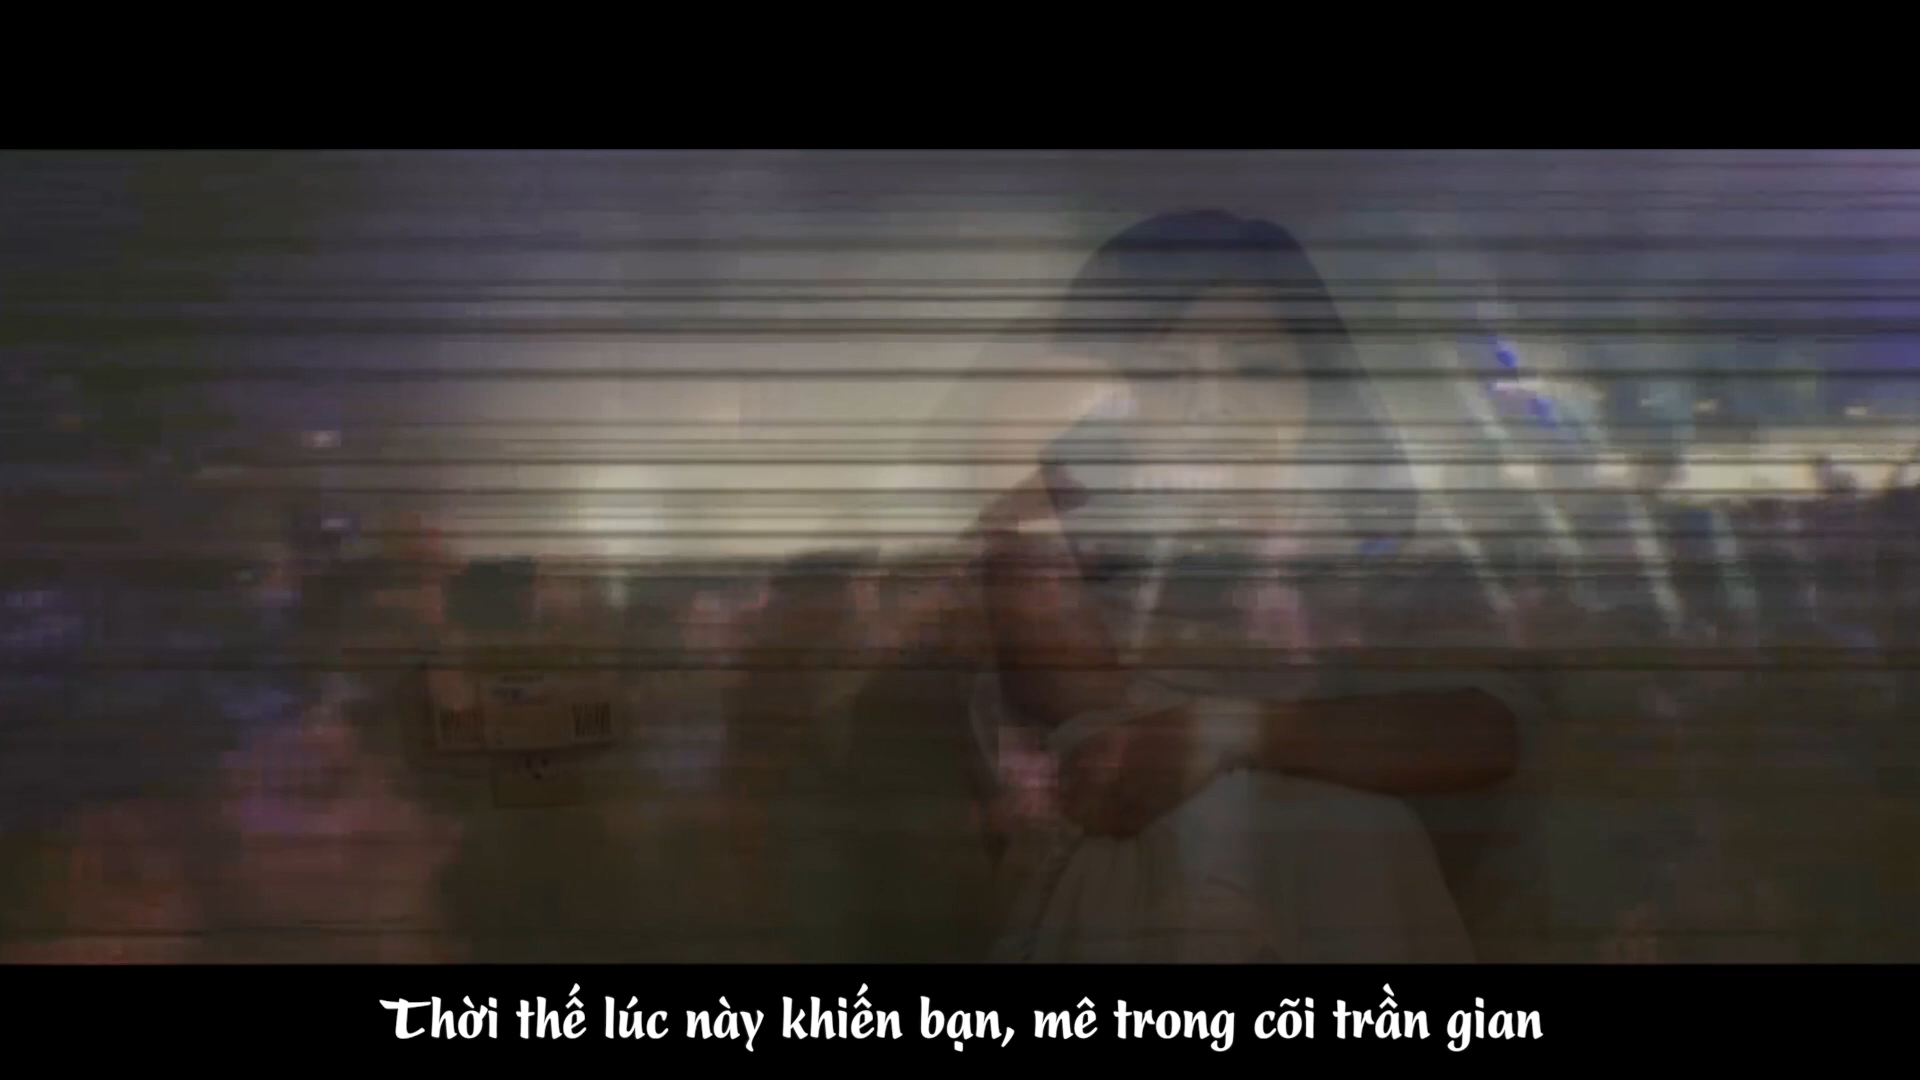 Thời thế lúc này khiến bạn, mê trong cõi trần gian